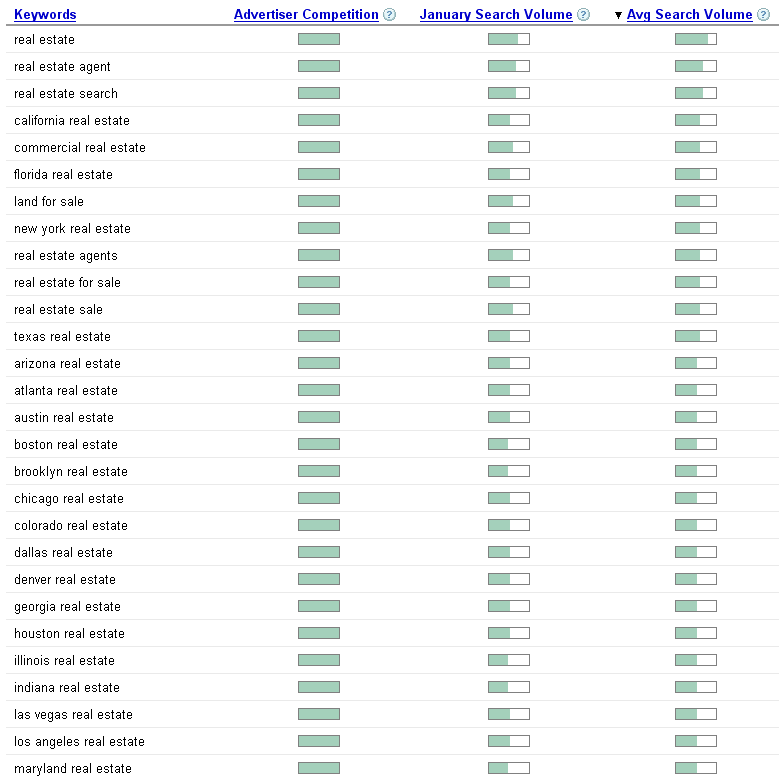 Keywords Advertiser Competition ? January Search Volume ? ▼ Avg Search Volume ?
real estate
real estate agent
real estate search
california real estate
commercial real estate
florida real estate
land for sale
new york real estate
real estate agents
real estate for sale
real estate sale
texas real estate
arizona real estate
atlanta real estate
austin real estate
boston real estate
brooklyn real estate
chicago real estate
colorado real estate
dallas real estate
denver real estate
georgia real estate
houston real estate
illinois real estate
indiana real estate
las vegas real estate
los angeles real estate
maryland real estate